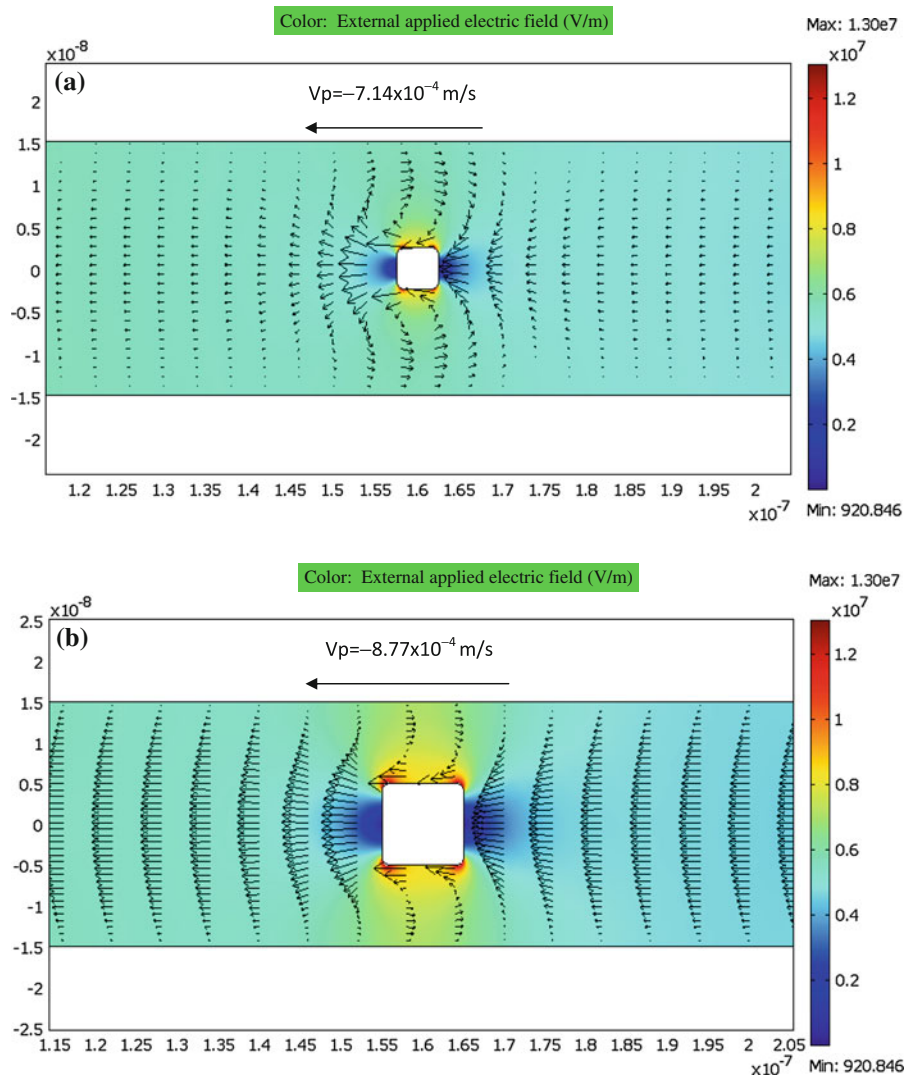 Color: External applied electric field (V/m)
Max: 1.30e7
x10⁻⁸
x10⁷
(a)
Vp=−7.14x10⁻⁴ m/s
2
1.5
1
0.5
0
-0.5
-1
-1.5
-2
1.2
1
0.8
0.6
0.4
0.2
1.2 1.25 1.3 1.35 1.4 1.45 1.5 1.55 1.6 1.65 1.7 1.75 1.8 1.85 1.9 1.95 2
x10⁻⁷
Min: 920.846
Color: External applied electric field (V/m)
Max: 1.30e7
x10⁻⁸
x10⁷
(b)
Vp=−8.77x10⁻⁴ m/s
2.5
2
1.5
1
0.5
0
-0.5
-1
-1.5
-2
-2.5
1.2
1
0.8
0.6
0.4
0.2
1.15 1.2 1.25 1.3 1.35 1.4 1.45 1.5 1.55 1.6 1.65 1.7 1.75 1.8 1.85 1.9 1.95 2 2.05
x10⁻⁷
Min: 920.846